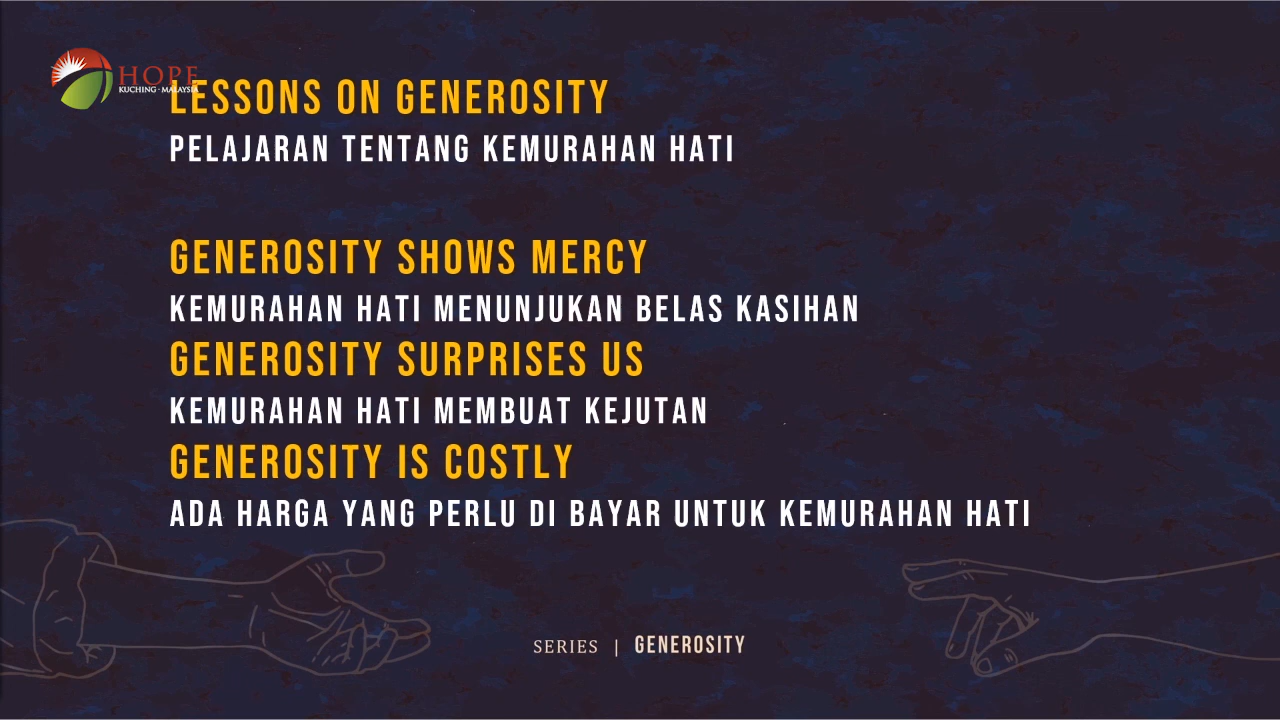 HOPE
KUCHING - MALAYSIA
LESSONS ON GENEROSITY
PELAJARAN TENTANG KEMURAHAN HATI
GENEROSITY SHOWS MERCY
KEMURAHAN HATI MENUNJUKAN BELAS KASIHAN
GENEROSITY SURPRISES US
KEMURAHAN HATI MEMBUAT KEJUTAN
GENEROSITY IS COSTLY
ADA HARGA YANG PERLU DI BAYAR UNTUK KEMURAHAN HATI
SERIES | GENEROSITY